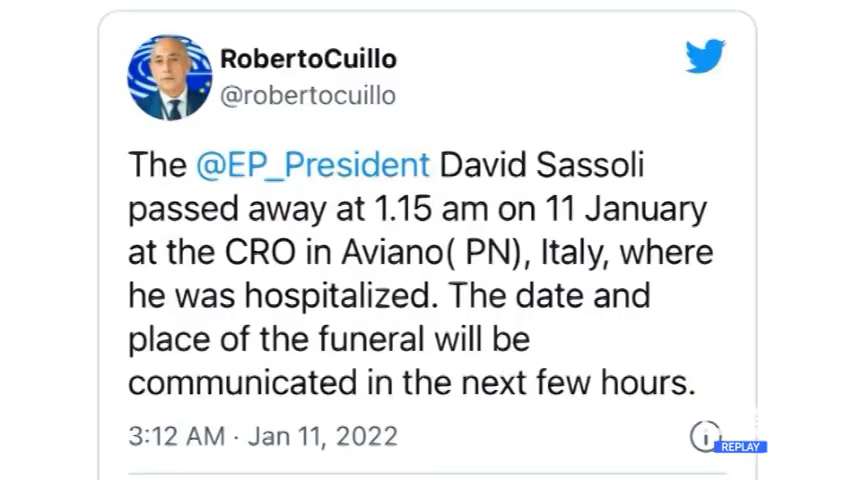 RobertoCuillo
@robertocuillo
The @EP_President David Sassoli
passed away at 1.15 am on 11 January
at the CRO in Aviano( PN), Italy, where
he was hospitalized. The date and
place of the funeral will be
communicated in the next few hours.
3:12 AM · Jan 11, 2022
REPLAY